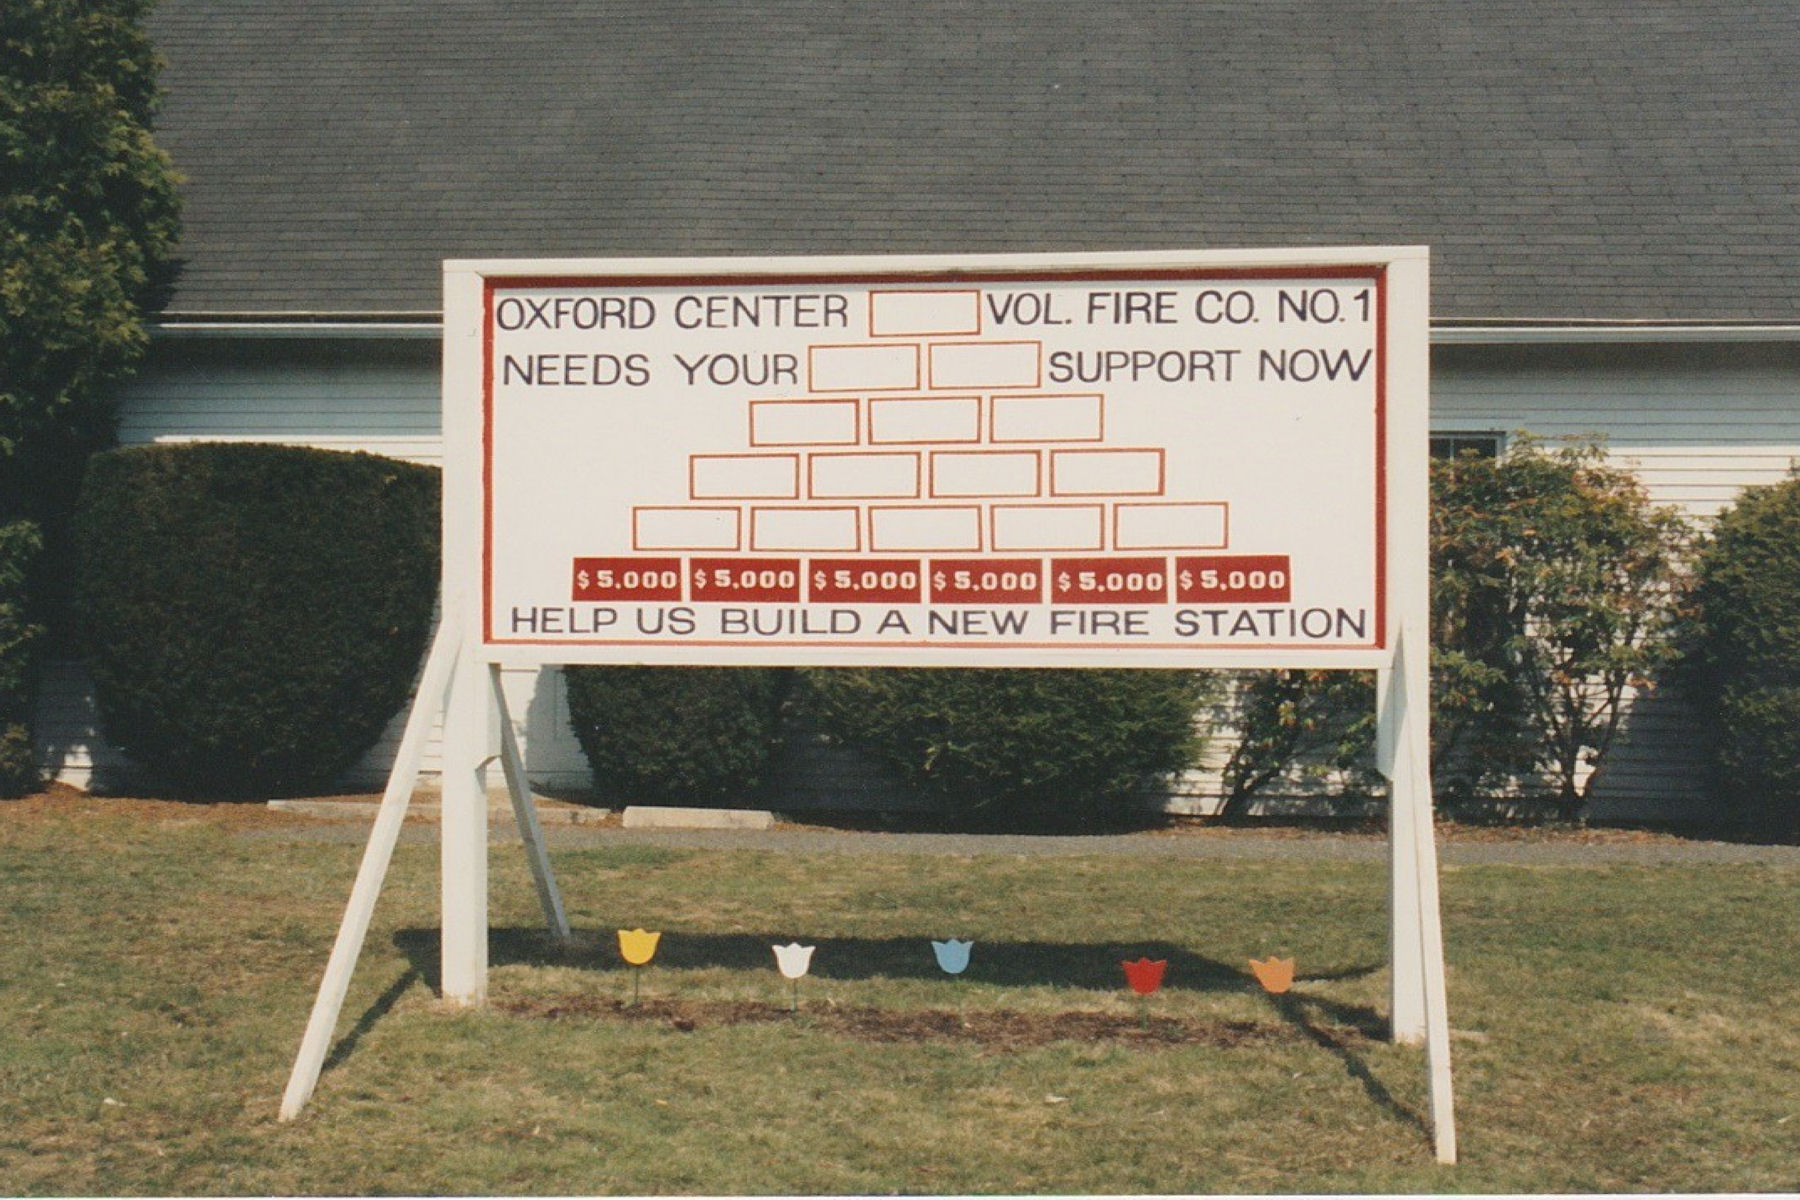 OXFORD CENTER VOL. FIRE CO. NO. 1
NEEDS YOUR SUPPORT NOW
$5,000 $5,000 $5,000 $5,000 $5,000 $5,000
HELP US BUILD A NEW FIRE STATION